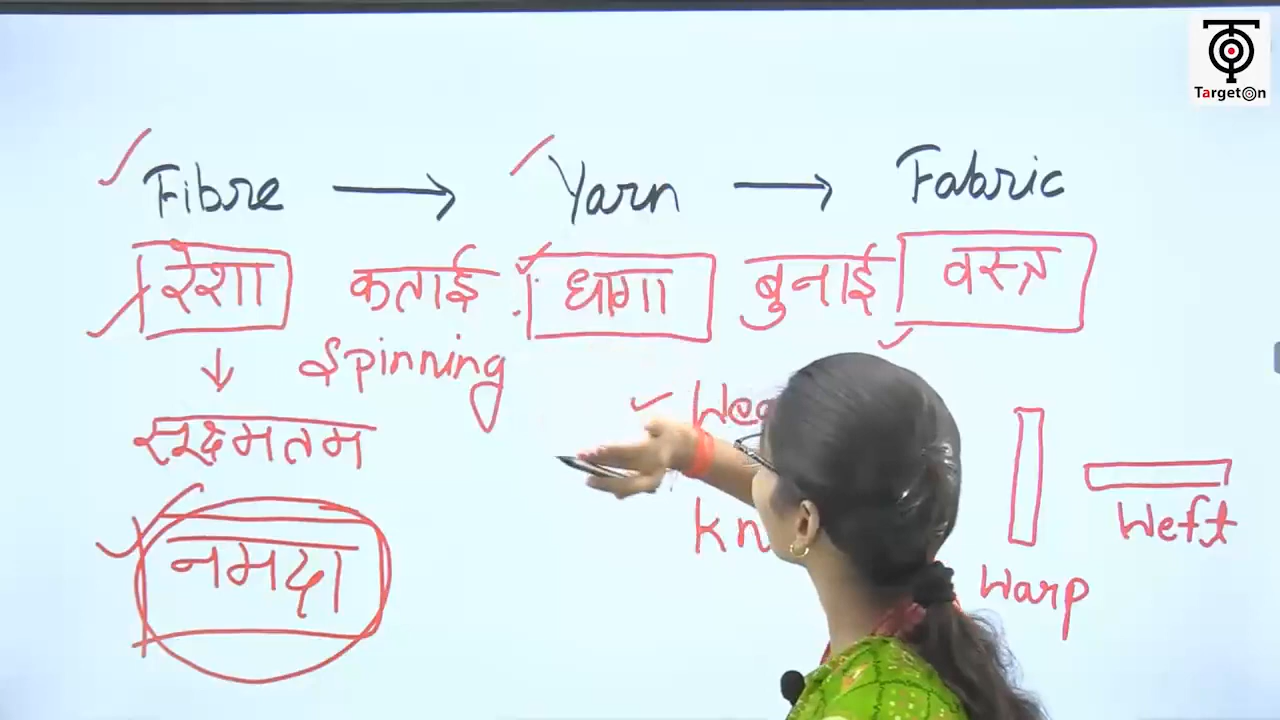 TargetOn
Fibre → Yarn → Fabric
रेशा कताई धागा बुनाई वस्त्र
Spinning
सूक्ष्मतम
नमदा
Weft
Warp